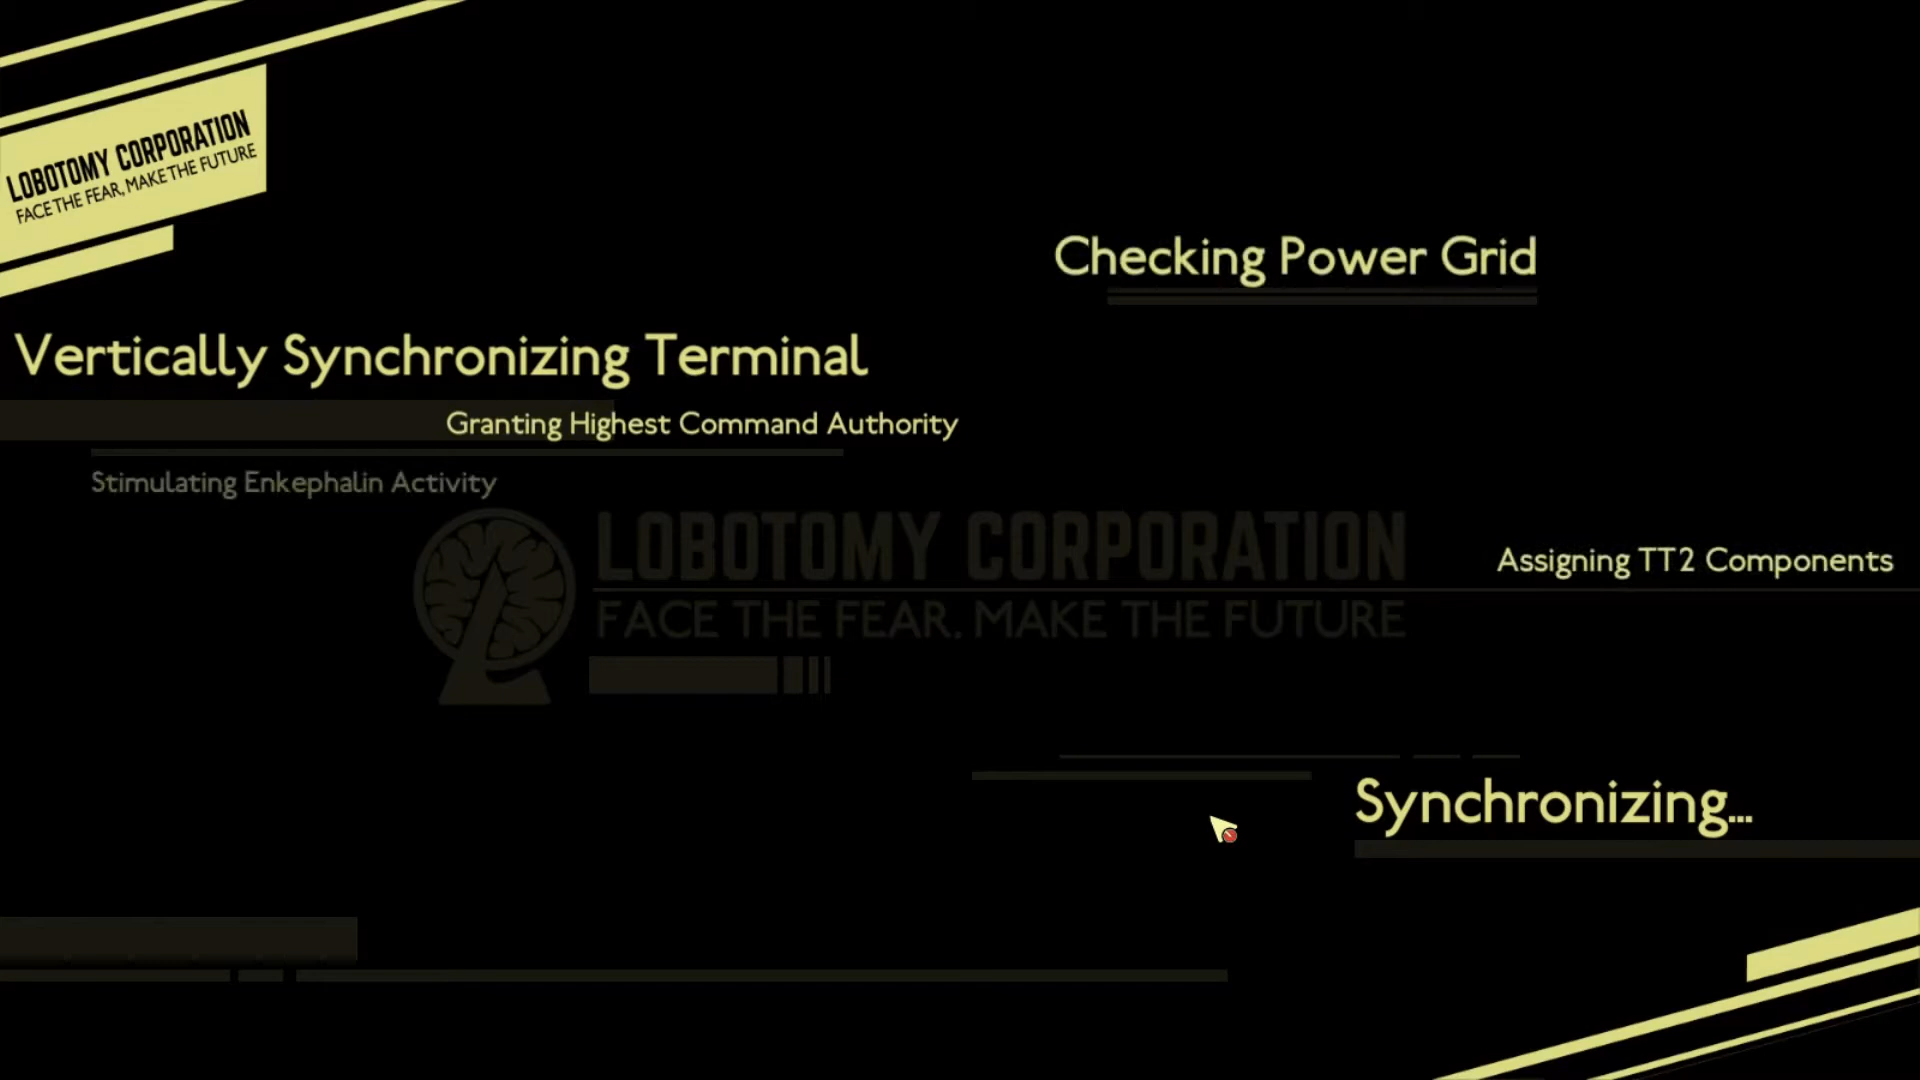 LOBOTOMY CORPORATION
FACE THE FEAR, MAKE THE FUTURE
Checking Power Grid
Vertically Synchronizing Terminal
Granting Highest Command Authority
Stimulating Enkephalin Activity
LOBOTOMY CORPORATION
FACE THE FEAR. MAKE THE FUTURE
Assigning TT2 Components
Synchronizing...